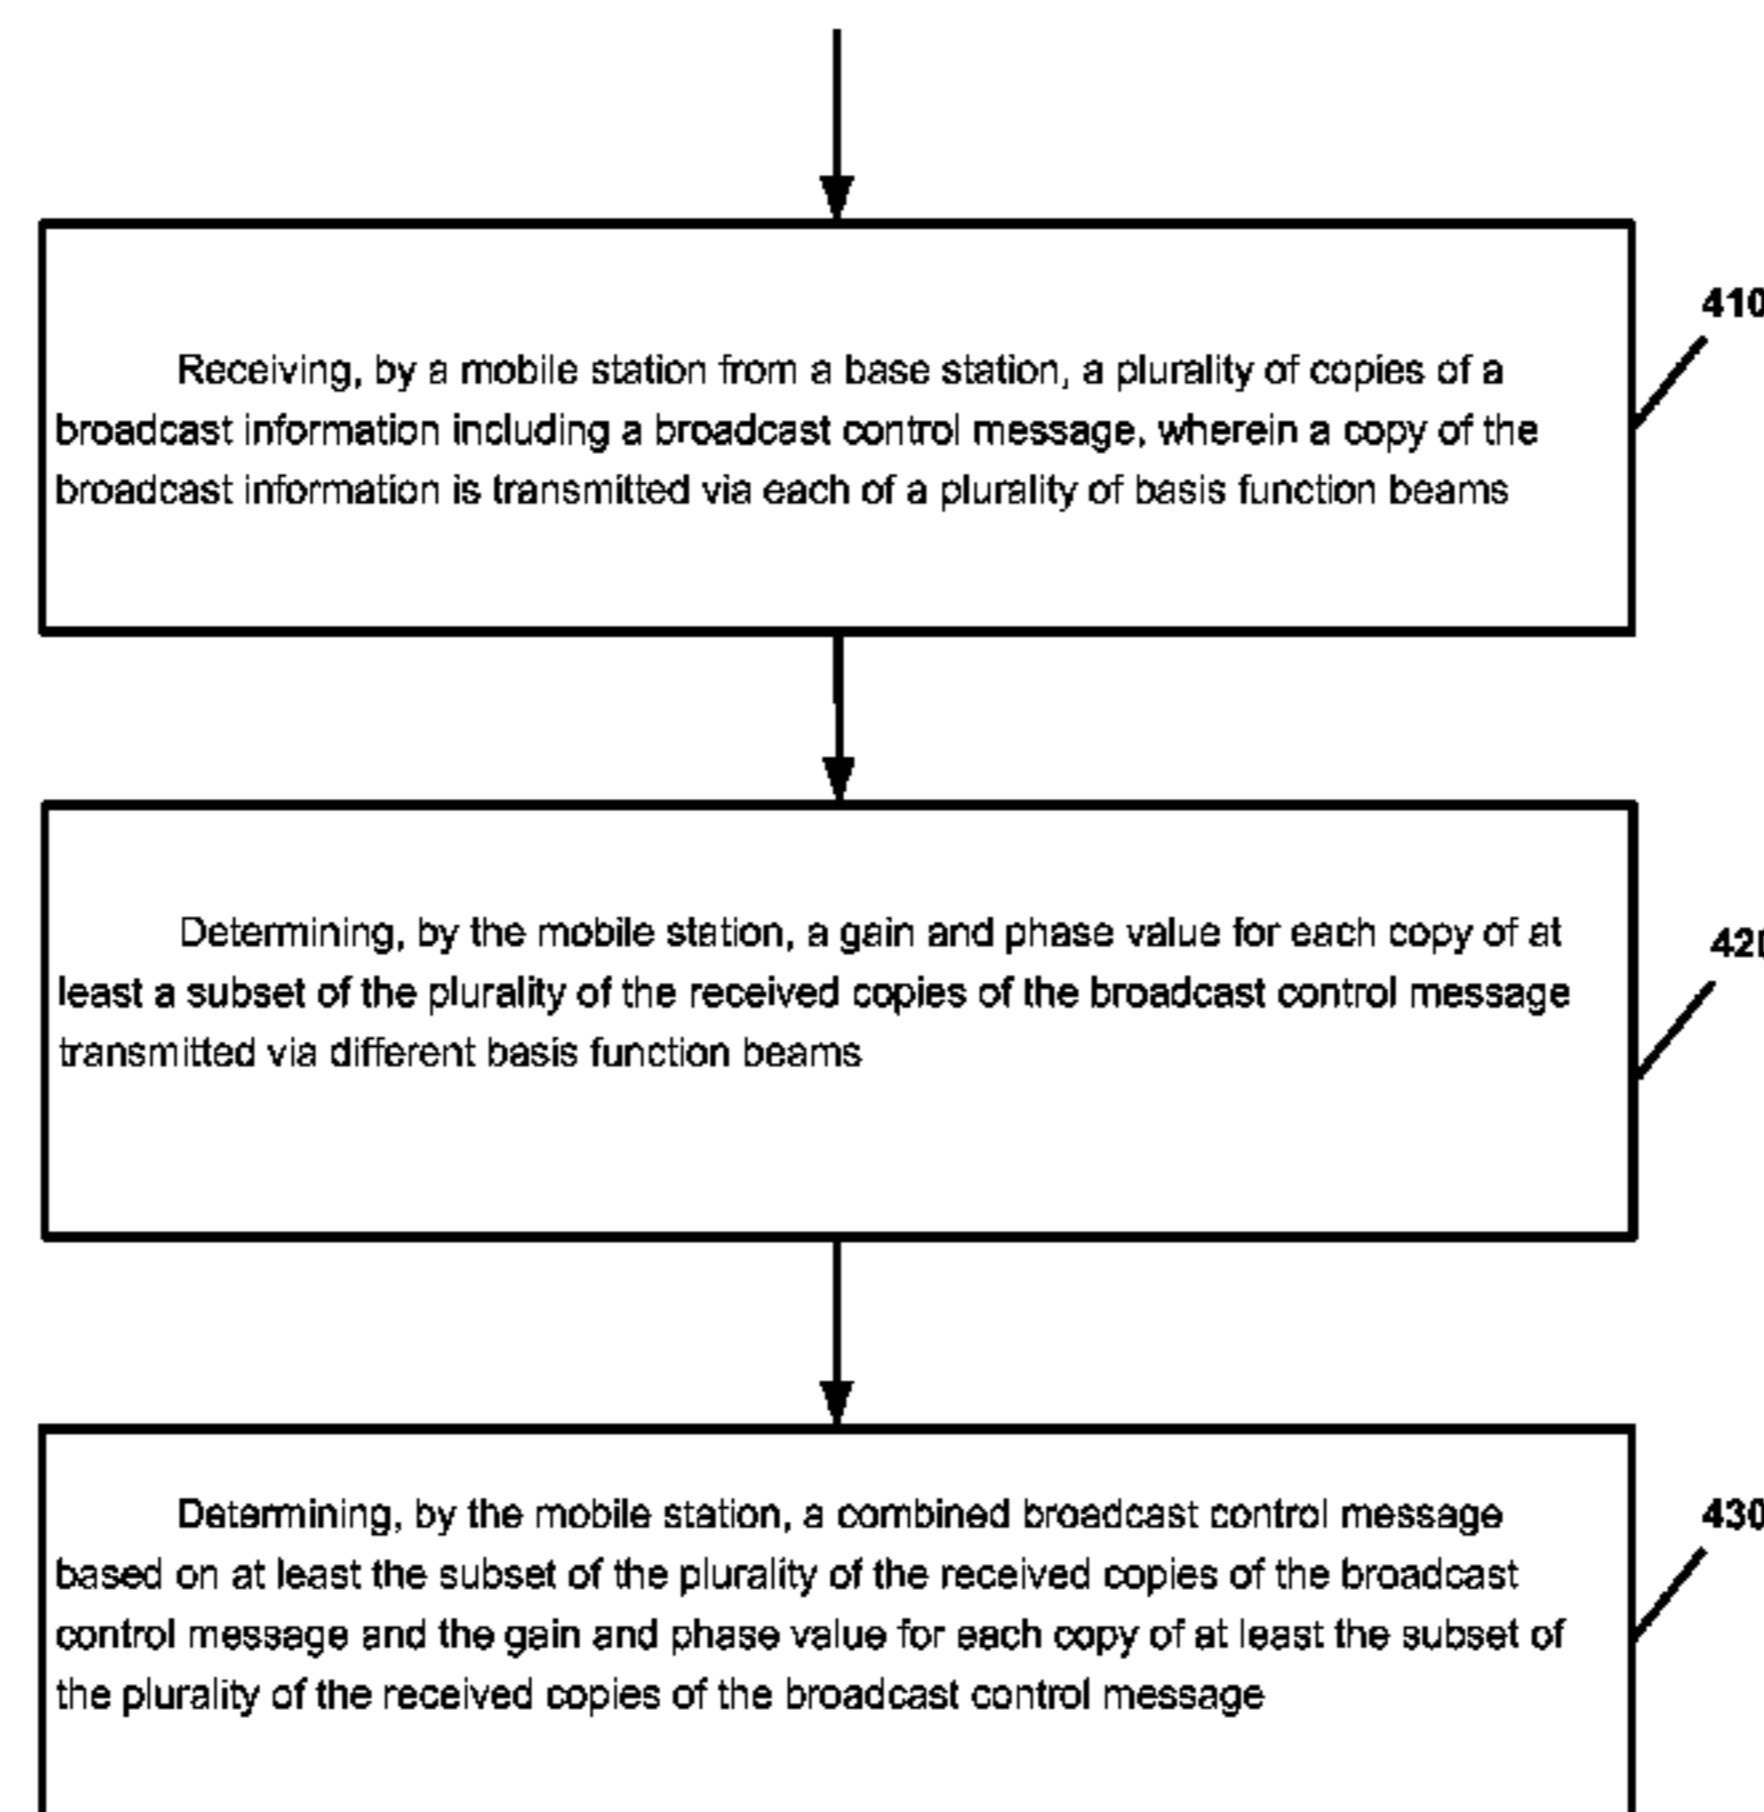 410
Receiving, by a mobile station from a base station, a plurality of copies of a
broadcast information including a broadcast control message, wherein a copy of the
broadcast information is transmitted via each of a plurality of basis function beams
Determining, by the mobile station, a gain and phase value for each copy of at
420
least a subset of the plurality of the received copies of the broadcast control message
transmitted via different basis function beams
Determining, by the mobile station, a combined broadcast control message
430
based on at least the subset of the plurality of the received copies of the broadcast
control message and the gain and phase value for each copy of at least the subset of
the plurality of the received copies of the broadcast control message